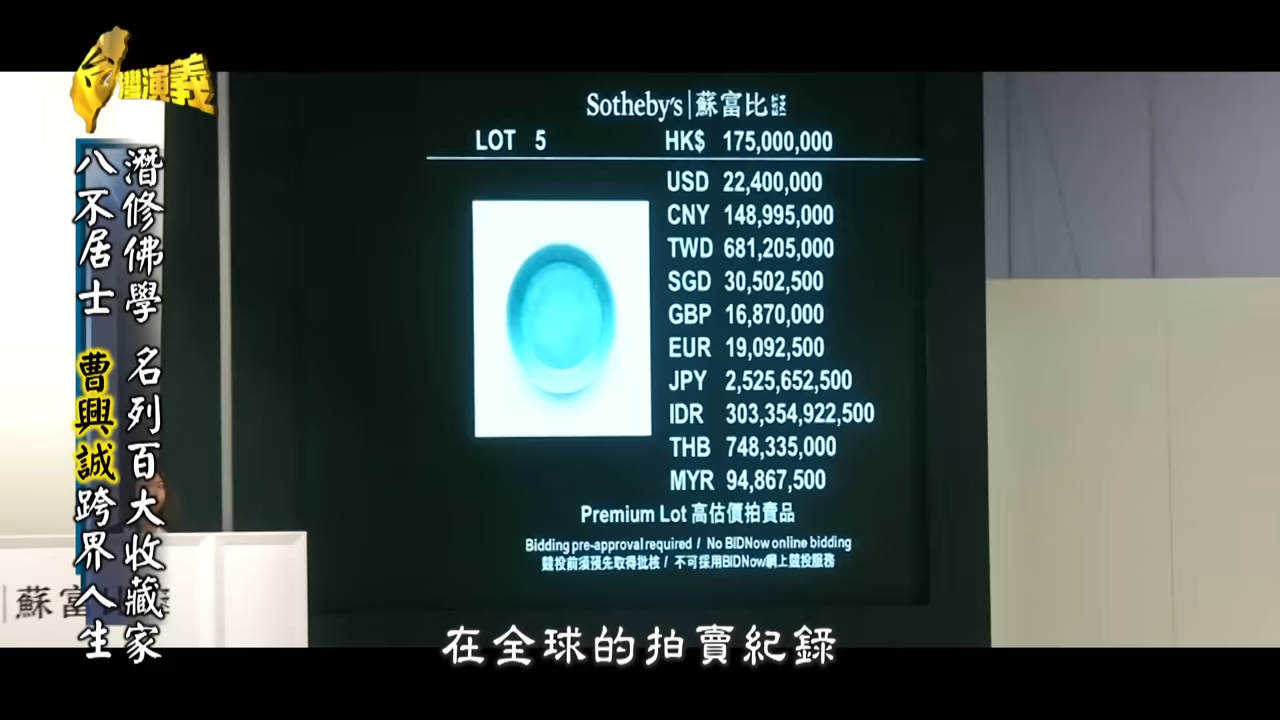 台灣演義
潛修佛學 名列百大收藏家
八不居士 曹興誠跨界人生
Sotheby's|蘇富比
LOT 5 HK$ 175,000,000
USD 22,400,000
CNY 148,995,000
TWD 681,205,000
SGD 30,502,500
GBP 16,870,000
EUR 19,092,500
JPY 2,525,652,500
IDR 303,354,922,500
THB 748,335,000
MYR 94,867,500
Premium Lot 高估價拍賣品
Bidding pre-approval required / No BIDNow online bidding
競投前須預先取得批核 / 不可採用BIDNow網上競投服務
蘇富
在全球的拍賣紀錄